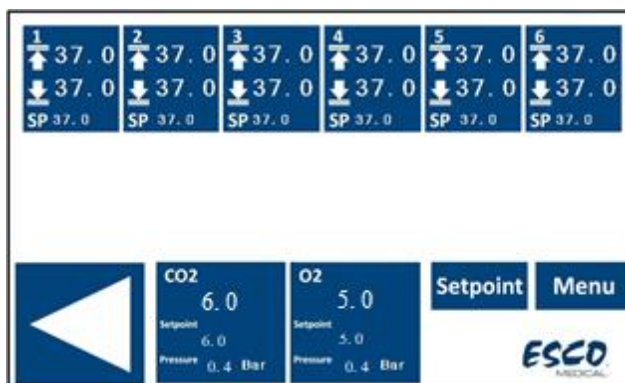 1 2 3 4 5 6
37.0 37.0 37.0 37.0 37.0 37.0
37.0 37.0 37.0 37.0 37.0 37.0
SP 37.0 SP 37.0 SP 37.0 SP 37.0 SP 37.0 SP 37.0
CO2
6.0
Setpoint
6.0
Pressure 0.4 Bar
O2
5.0
Setpoint
5.0
Pressure 0.4 Bar
Setpoint
Menu
ESCO
MEDICAL